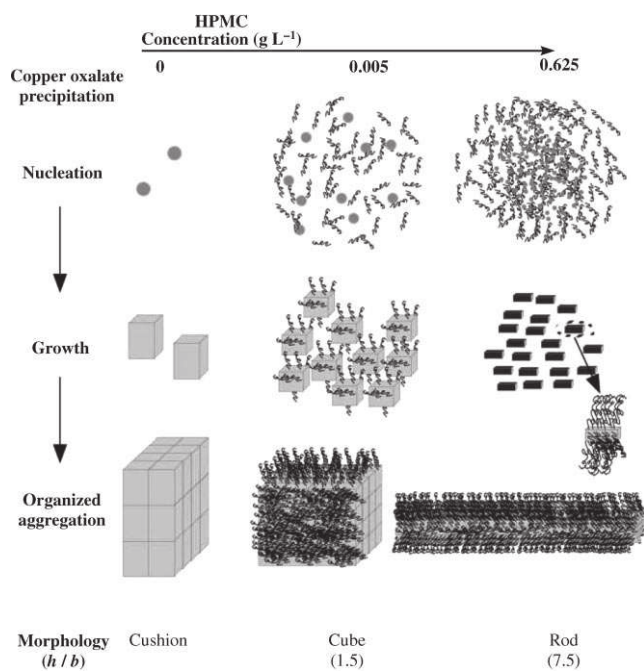 HPMC
Concentration (g L⁻¹)
0 0.005 0.625
Copper oxalate
precipitation
Nucleation
Growth
Organized
aggregation
Morphology Cushion Cube Rod
(h / b) (1.5) (7.5)